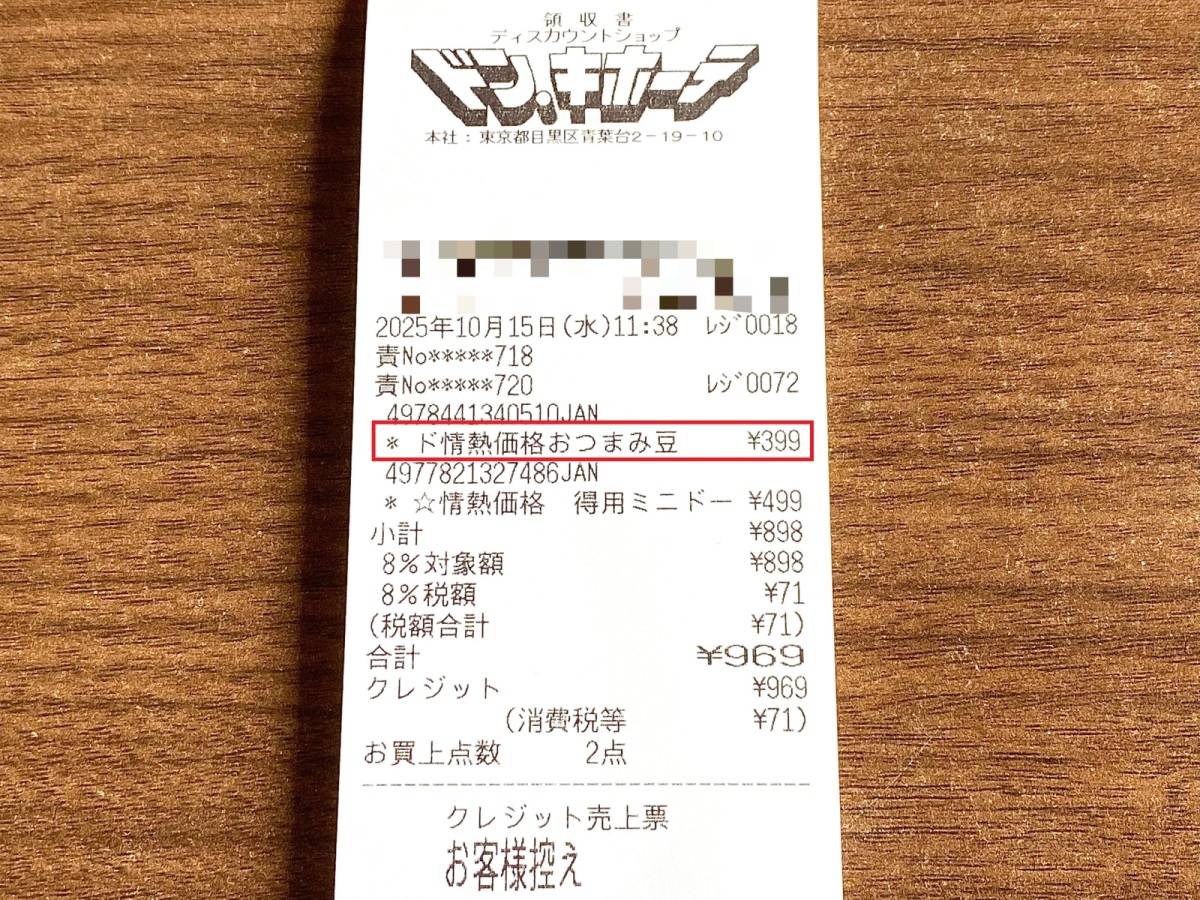 領収書
ディスカウントショップ
ドン.キホーテ
本社:東京都目黒区青葉台2-19-10
2025年10月15日(水)11:38 ﾚｼﾞ0018
責No*****718
責No*****720 ﾚｼﾞ0072
4978441340510JAN
* ド情熱価格おつまみ豆 ¥399
4977821327486JAN
* ☆情熱価格 得用ミニドー ¥499
小計 ¥898
8%対象額 ¥898
8%税額 ¥71
(税額合計 ¥71)
合計 ¥969
クレジット ¥969
(消費税等 ¥71)
お買上点数 2点
クレジット売上票
お客様控え